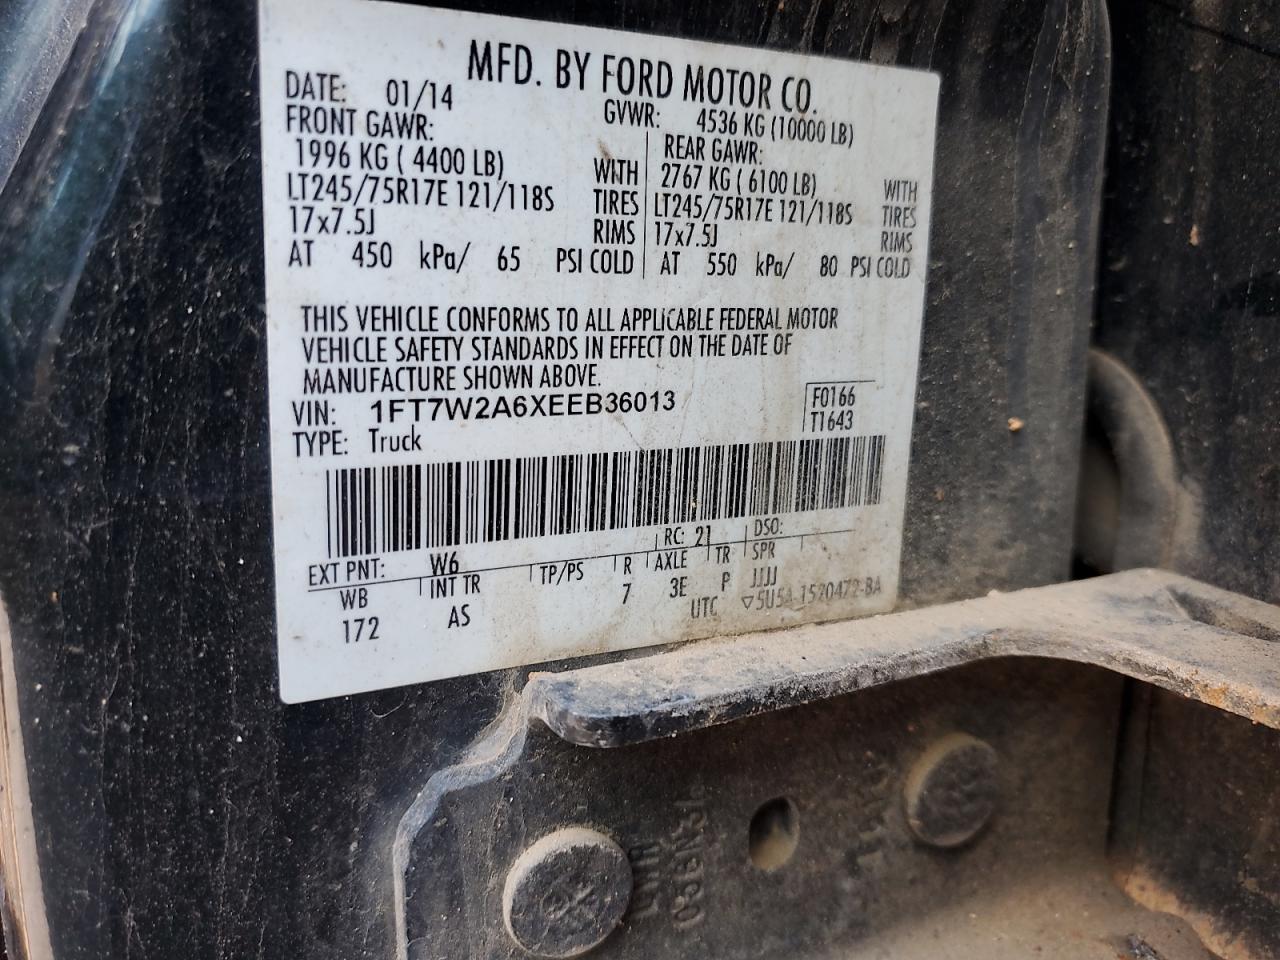 MFD. BY FORD MOTOR CO.
DATE: 01/14 GVWR: 4536 KG (10000 LB)
FRONT GAWR: REAR GAWR:
1996 KG ( 4400 LB) WITH 2767 KG ( 6100 LB) WITH
LT245/75R17E 121/118S TIRES LT245/75R17E 121/118S TIRES
17x7.5J RIMS 17x7.5J RIMS
AT 450 kPa/ 65 PSI COLD AT 550 kPa/ 80 PSI COLD
THIS VEHICLE CONFORMS TO ALL APPLICABLE FEDERAL MOTOR
VEHICLE SAFETY STANDARDS IN EFFECT ON THE DATE OF
MANUFACTURE SHOWN ABOVE.
VIN: 1FT7W2A6XEEB36013 F0166
TYPE: Truck T1643
EXT PNT: W6 RC: 21 DSO:
WB INT TR TP/PS R AXLE TR SPR
172 AS 7 3E P JJJJ
UTC ▽5U5A-1520472-BA